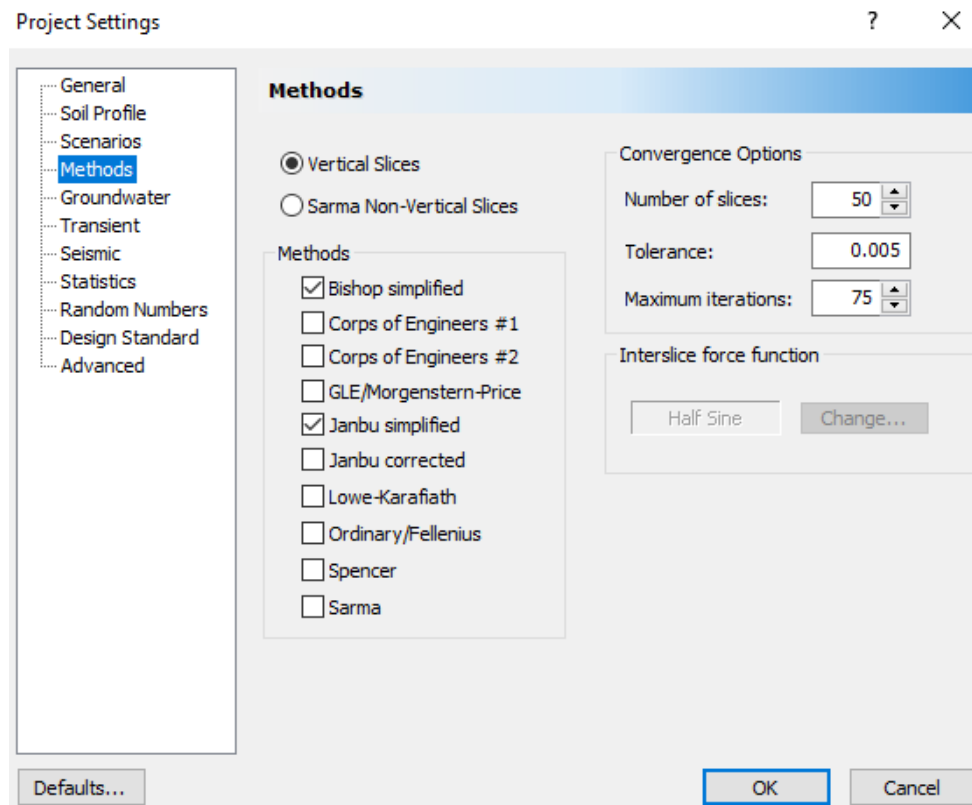 Project Settings
?
General
Soil Profile
Scenarios
Methods
Groundwater
Transient
Seismic
Statistics
Random Numbers
Design Standard
Advanced
Methods
Vertical Slices
Sarma Non-Vertical Slices
Methods
Bishop simplified
Corps of Engineers #1
Corps of Engineers #2
GLE/Morgenstern-Price
Janbu simplified
Janbu corrected
Lowe-Karafiath
Ordinary/Fellenius
Spencer
Sarma
Convergence Options
Number of slices: 50
Tolerance: 0.005
Maximum iterations: 75
Interslice force function
Half Sine Change...
Defaults... OK Cancel